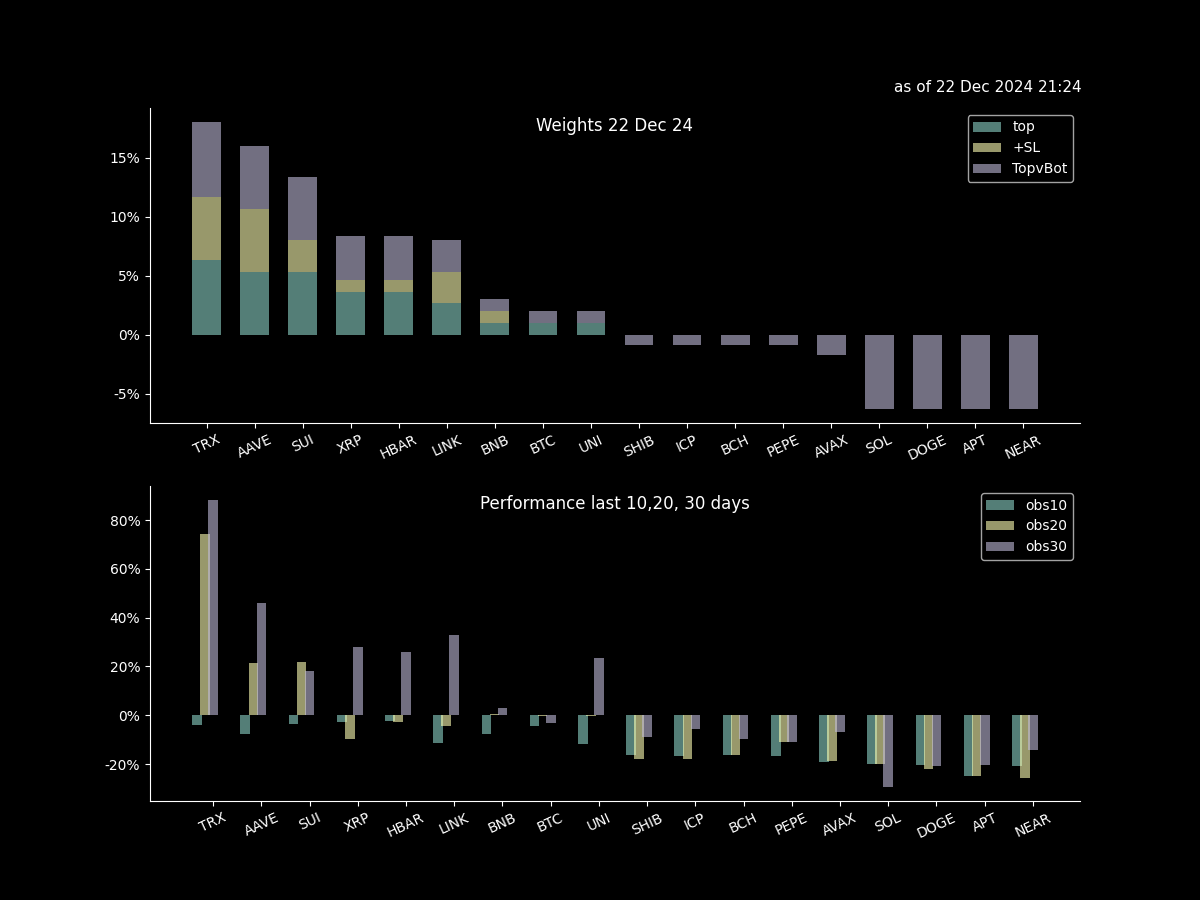 as of 22 Dec 2024 21:24
Weights 22 Dec 24
top
+SL
TopvBot
15%
10%
5%
0%
-5%
TRX AAVE SUI XRP HBAR LINK BNB BTC UNI SHIB ICP BCH PEPE AVAX SOL DOGE APT NEAR
Performance last 10,20, 30 days
obs10
obs20
obs30
80%
60%
40%
20%
0%
-20%
TRX AAVE SUI XRP HBAR LINK BNB BTC UNI SHIB ICP BCH PEPE AVAX SOL DOGE APT NEAR